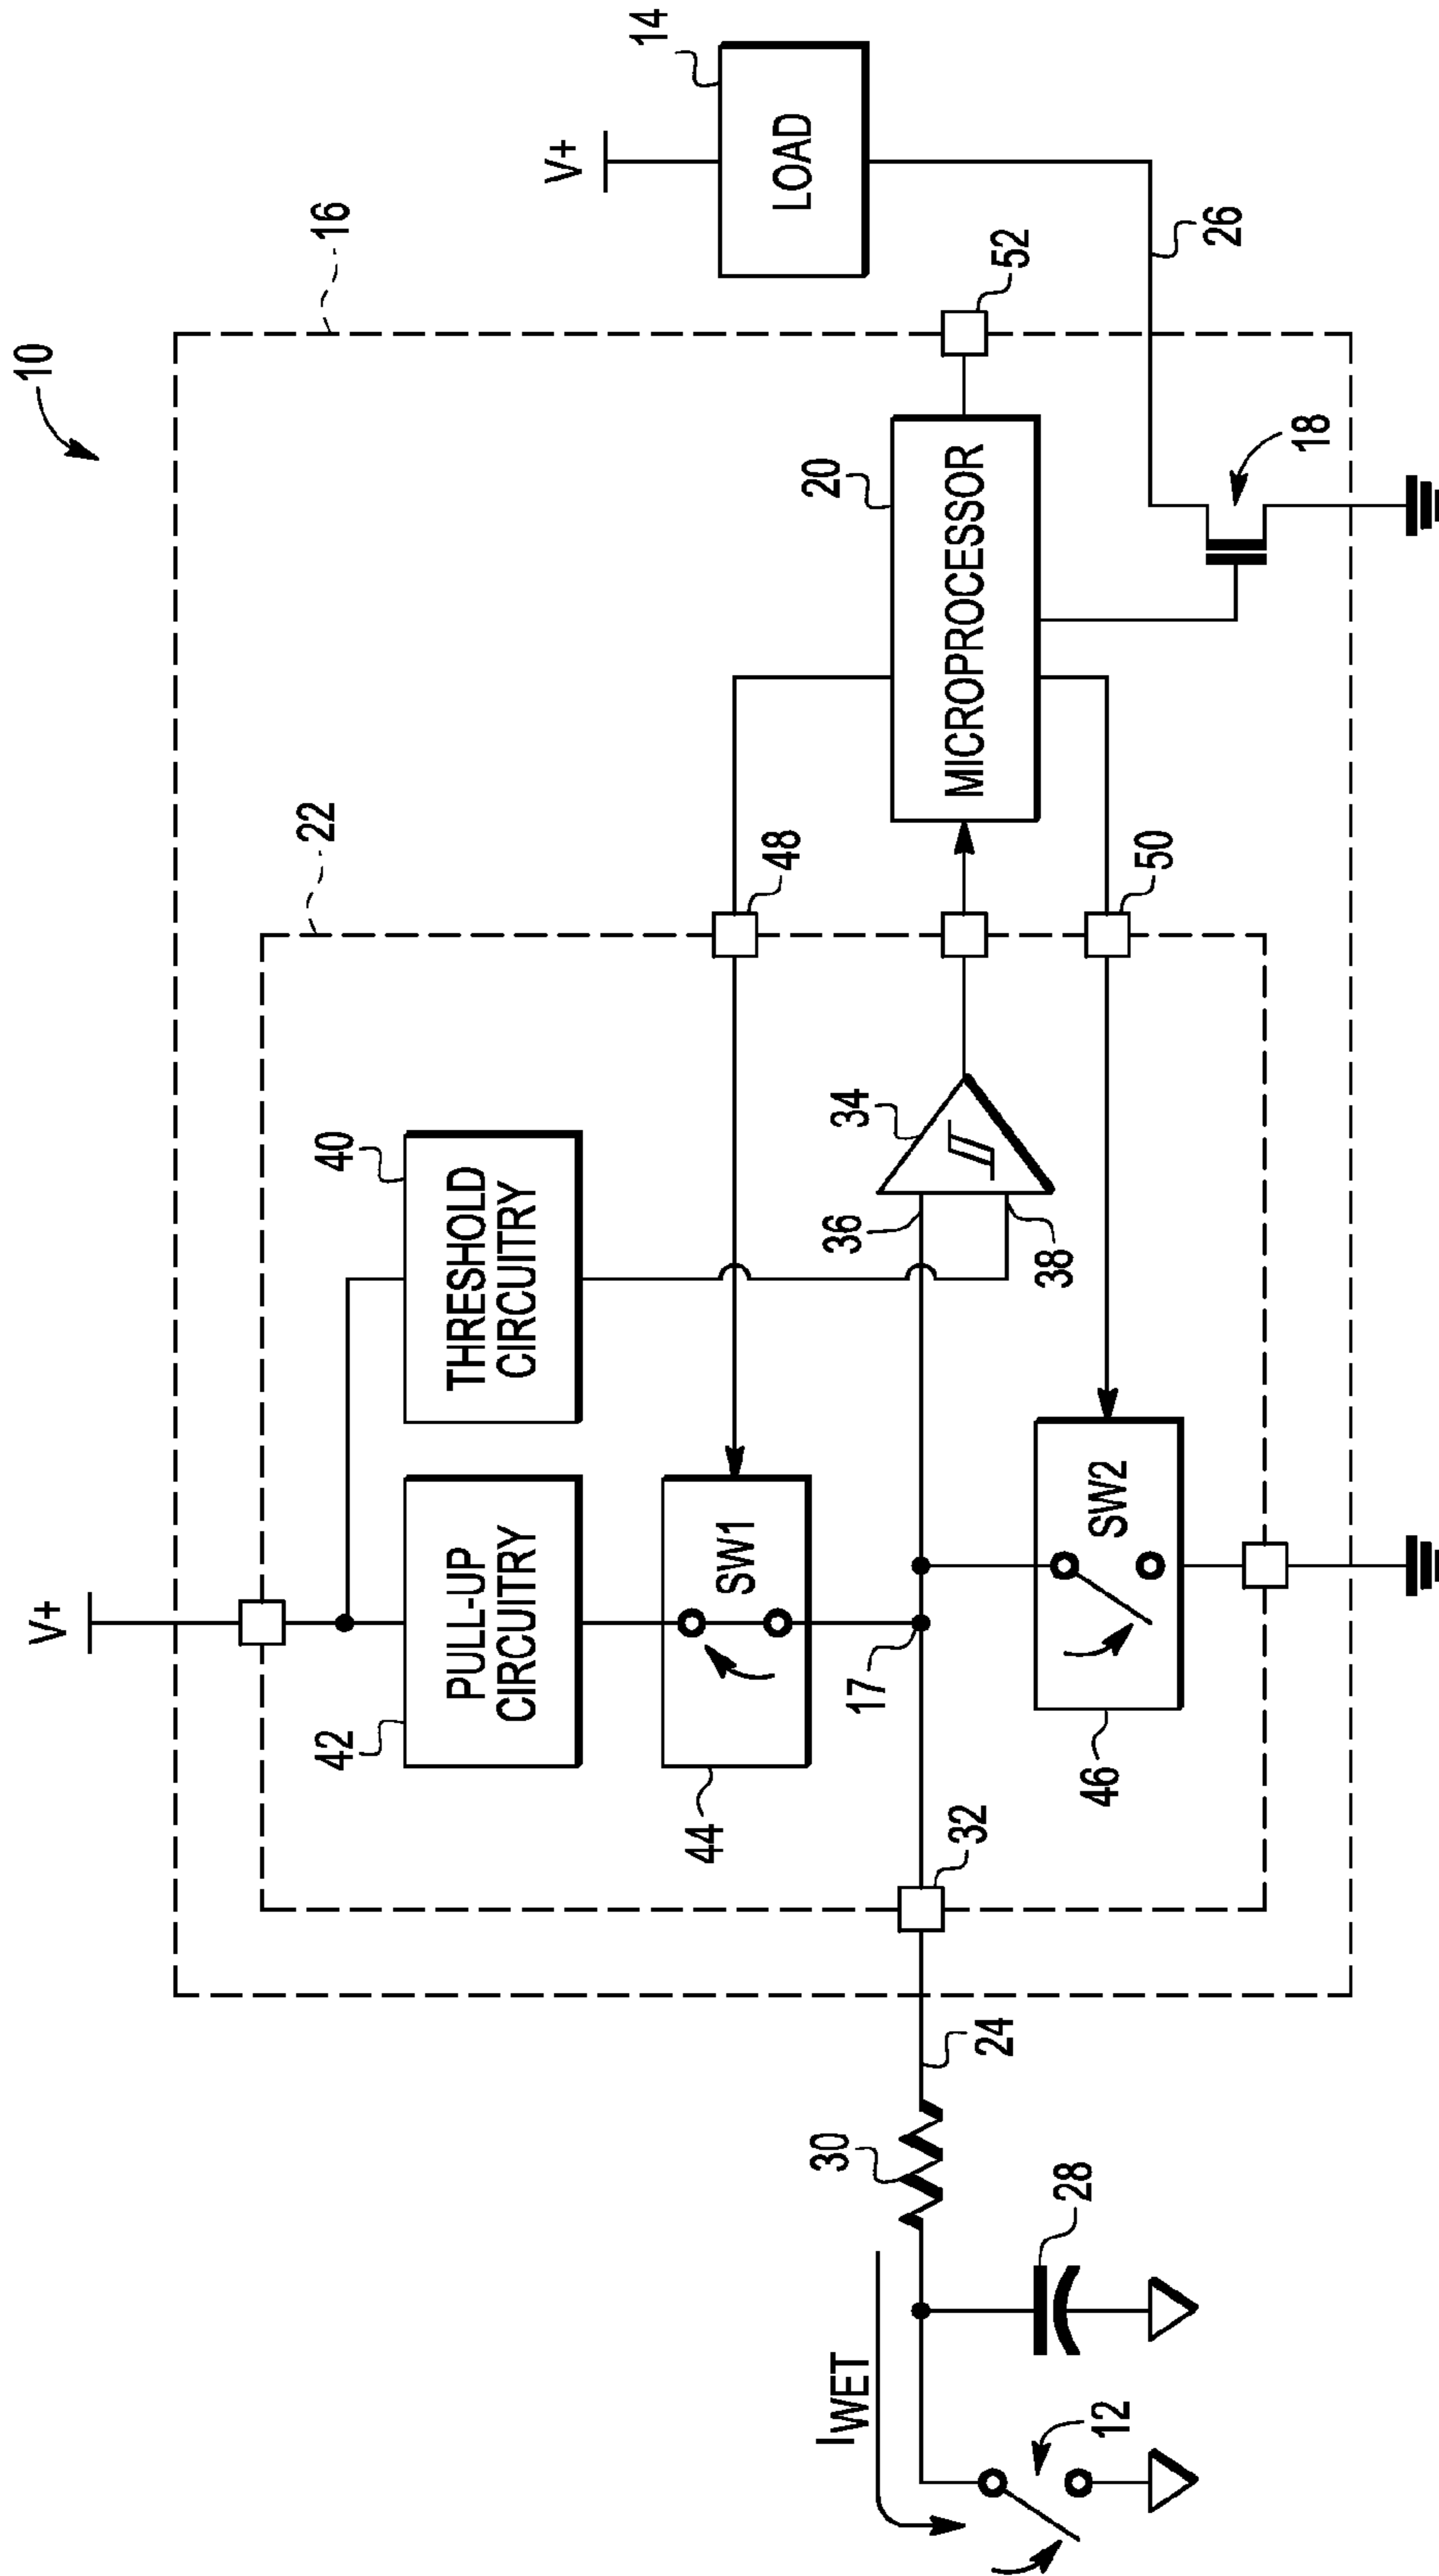 10
V+
16
22
14
V+
LOAD
42
PULL-UP
CIRCUITRY
40
THRESHOLD
CIRCUITRY
44
SW1
48
52
20
MICROPROCESSOR
26
IWET
30
24
32
17
36
34
38
28
12
46
SW2
50
18